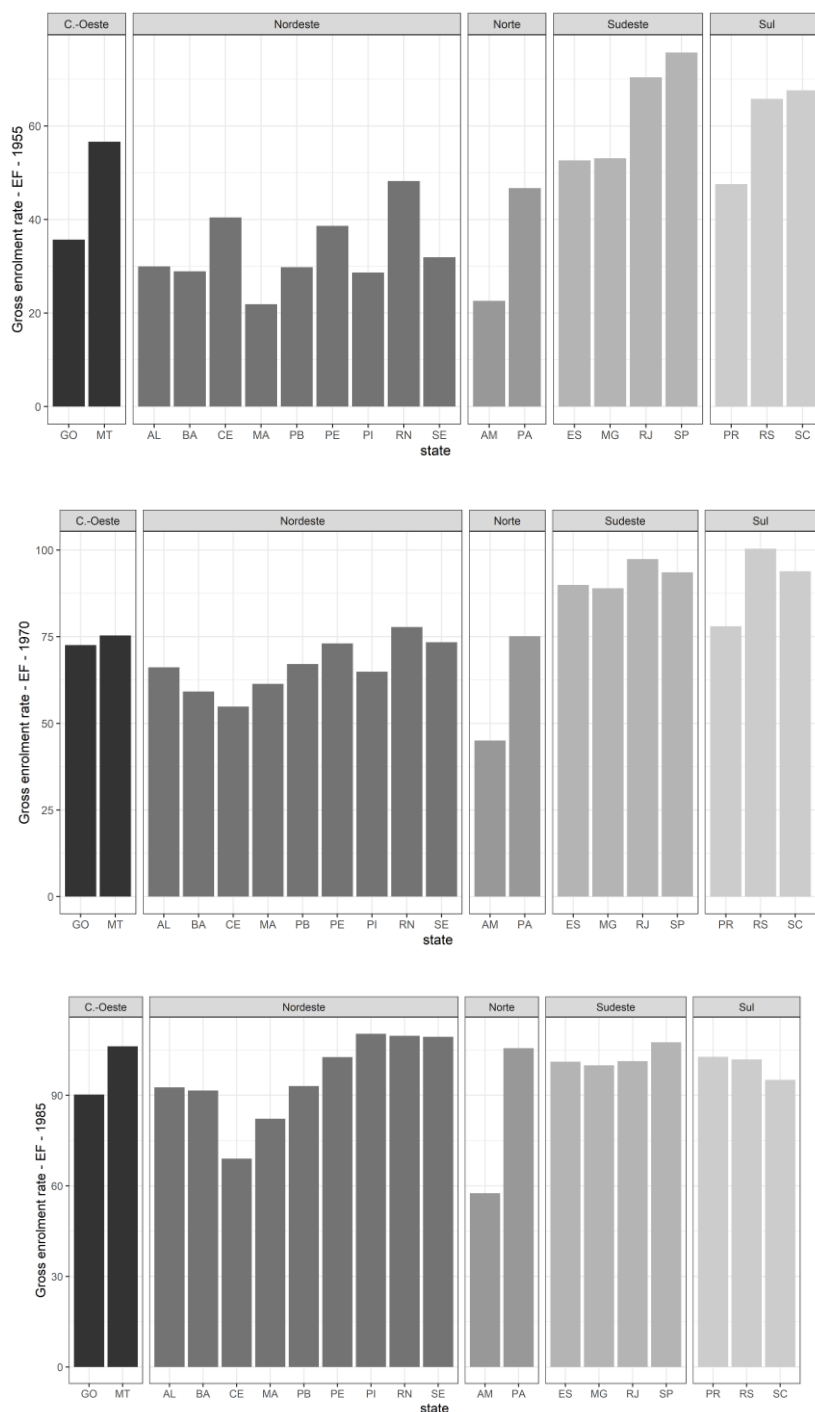 C.-Oeste Nordeste Norte Sudeste Sul
Gross enrolment rate - EF - 1955
60
40
20
0
GO MT AL BA CE MA PB PE PI RN SE AM PA ES MG RJ SP PR RS SC
state
C.-Oeste Nordeste Norte Sudeste Sul
Gross enrolment rate - EF - 1970
100
75
50
25
0
GO MT AL BA CE MA PB PE PI RN SE AM PA ES MG RJ SP PR RS SC
state
C.-Oeste Nordeste Norte Sudeste Sul
Gross enrolment rate - EF - 1985
90
60
30
0
GO MT AL BA CE MA PB PE PI RN SE AM PA ES MG RJ SP PR RS SC
state